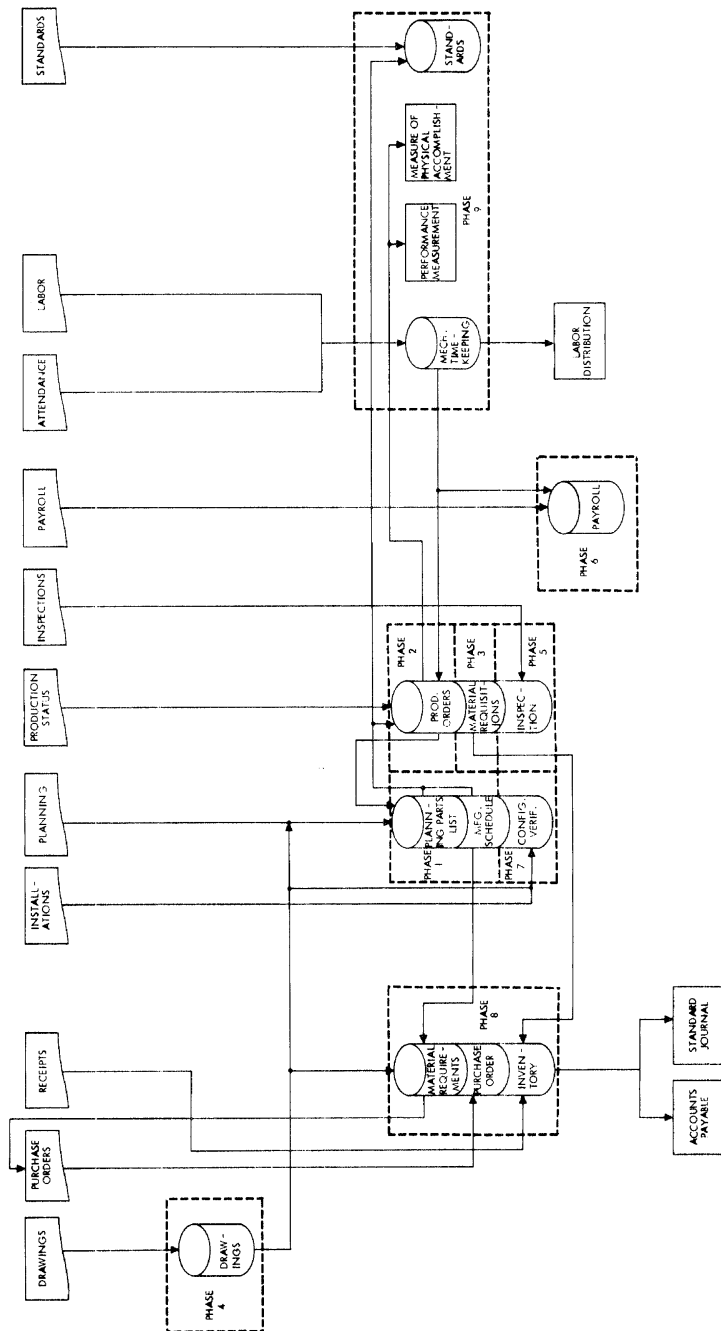 DRAWINGS
PURCHASE
ORDERS
RECEIPTS
INSTALL-
ATIONS
PLANNING
PRODUCTION
STATUS
INSPECTIONS
PAYROLL
ATTENDANCE
LABOR
STANDARDS
PHASE
4
DRAW-
INGS
MATERIAL
REQUIRE-
MENTS
PURCHASE
ORDER
INVEN-
TORY
PHASE
8
PHASE
1
PLANN-
ING PARTS
LIST
MFG.
SCHEDULE
PHASE
7
CONFIG.
VERIF.
PHASE
2
PROD.
ORDERS
PHASE
3
MATERIAL
REQUISIT-
IONS
PHASE
5
INSPEC-
TION
PHASE
6
PAYROLL
MECH.
TIME-
KEEPING
PERFORMANCE
MEASUREMENT
MEASURE OF
PHYSICAL
ACCOMPLISH-
MENT
STAND-
ARDS
PHASE
9
LABOR
DISTRIBUTION
ACCOUNTS
PAYABLE
STANDARD
JOURNAL